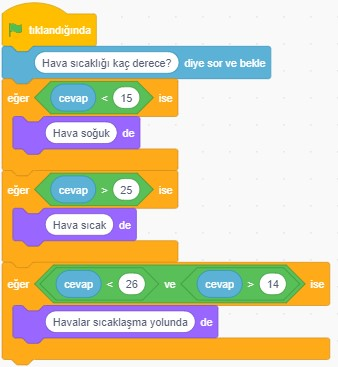 tıklandığında
Hava sıcaklığı kaç derece? diye sor ve bekle
eğer cevap < 15 ise
Hava soğuk de
eğer cevap > 25 ise
Hava sıcak de
eğer cevap < 26 ve cevap > 14 ise
Havalar sıcaklaşma yolunda de